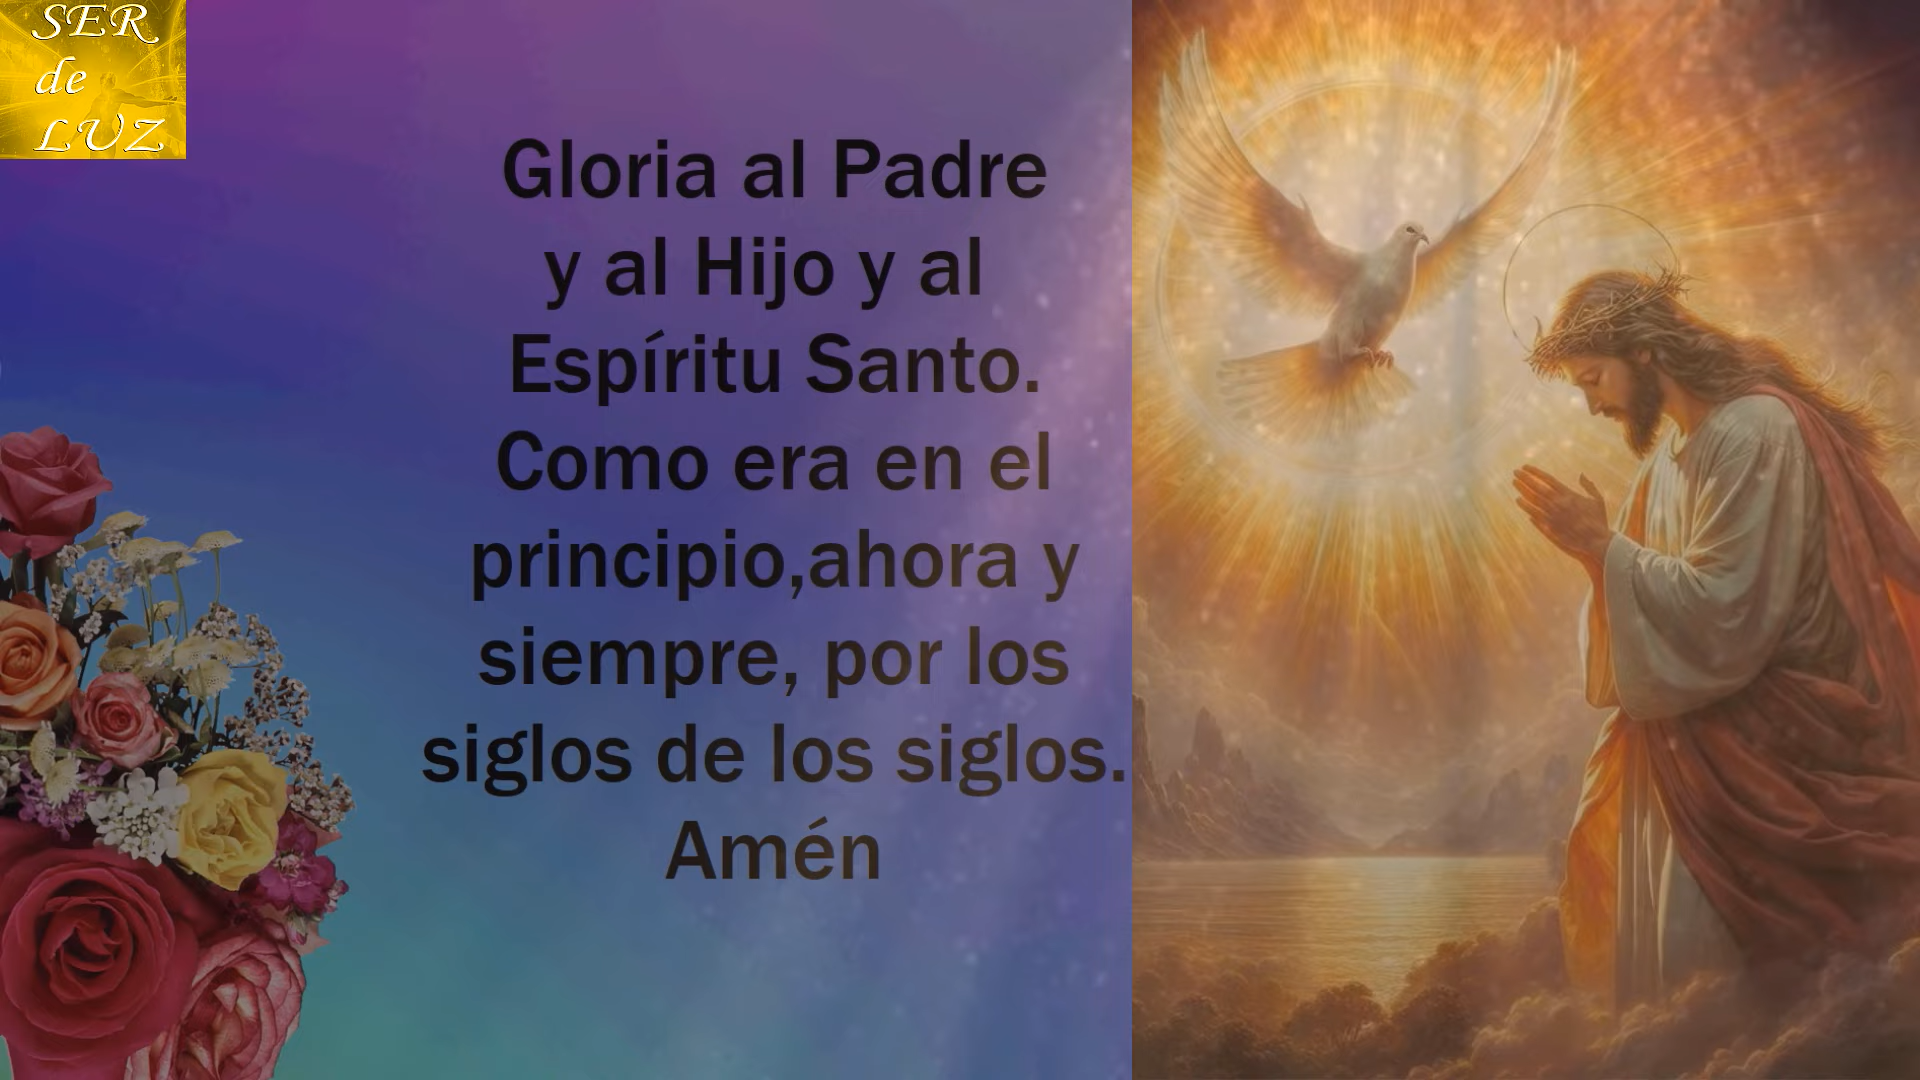 SER
de
LUZ
Gloria al Padre
y al Hijo y al
Espíritu Santo.
Como era en el
principio,ahora y
siempre, por los
siglos de los siglos.
Amén